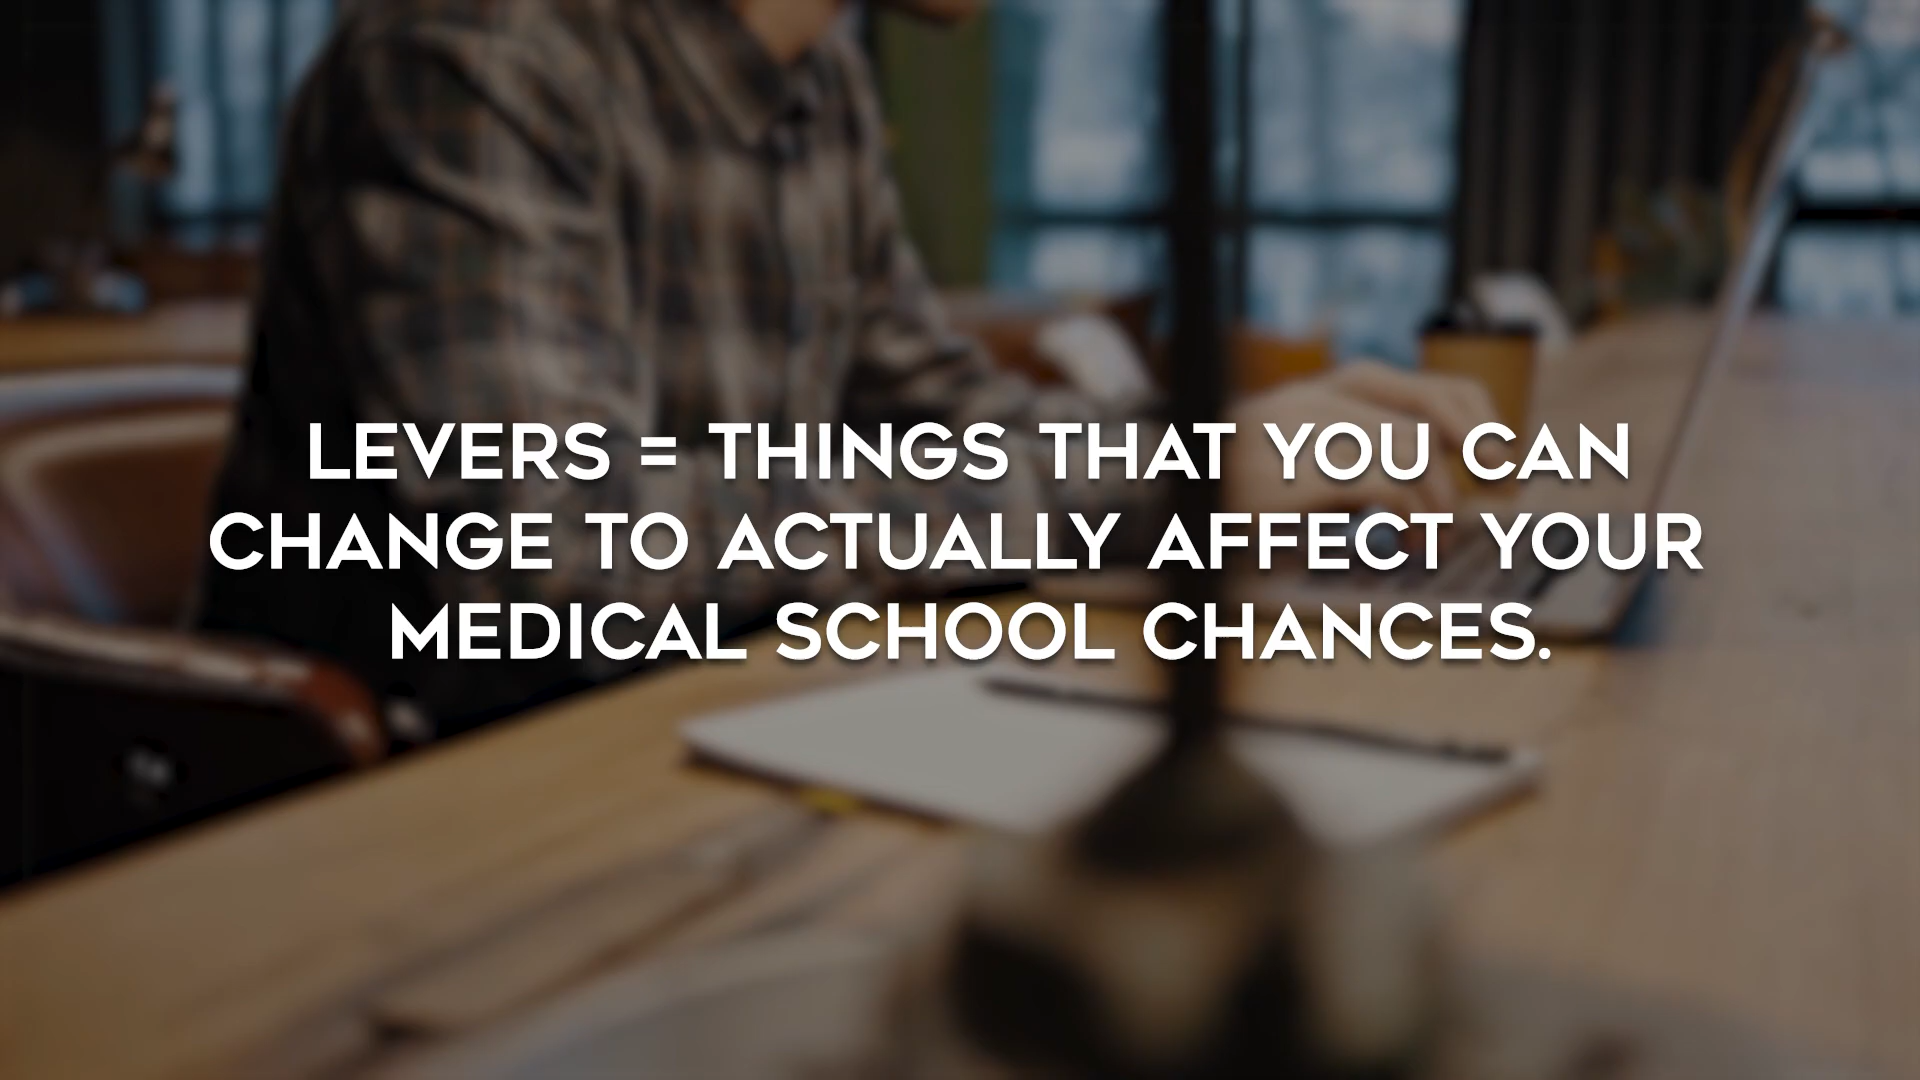 LEVERS = THINGS THAT YOU CAN
CHANGE TO ACTUALLY AFFECT YOUR
MEDICAL SCHOOL CHANCES.